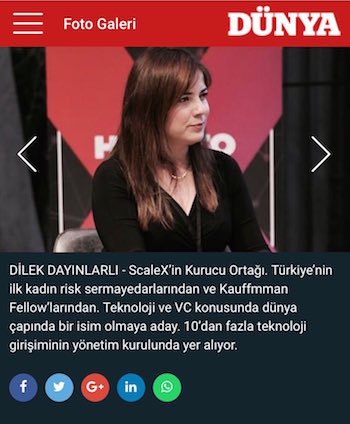 Foto Galeri
DÜNYA
DİLEK DAYINLARLI - ScaleX'in Kurucu Ortağı. Türkiye'nin
ilk kadın risk sermayedarlarından ve Kauffmman
Fellow'larından. Teknoloji ve VC konusunda dünya
çapında bir isim olmaya aday. 10'dan fazla teknoloji
girişiminin yönetim kurulunda yer alıyor.